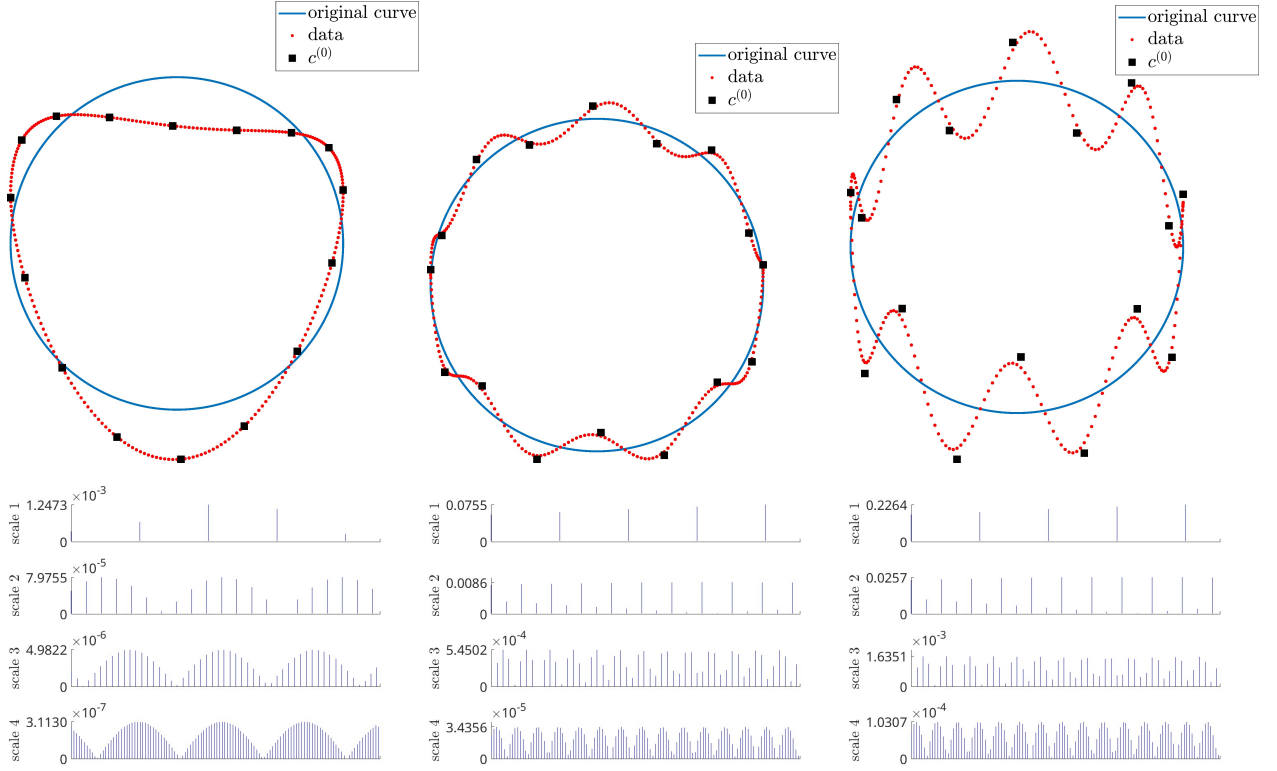 original curve
data
c^(0)
original curve
data
c^(0)
original curve
data
c^(0)
×10^-3
1.2473
0
scale 1
×10^-5
7.9755
0
scale 2
×10^-6
4.9822
0
scale 3
×10^-7
3.1130
0
scale 4
0.0755
0
scale 1
0.0086
0
scale 2
×10^-4
5.4502
0
scale 3
×10^-5
3.4356
0
scale 4
0.2264
0
scale 1
0.0257
0
scale 2
×10^-3
1.6351
0
scale 3
×10^-4
1.0307
0
scale 4